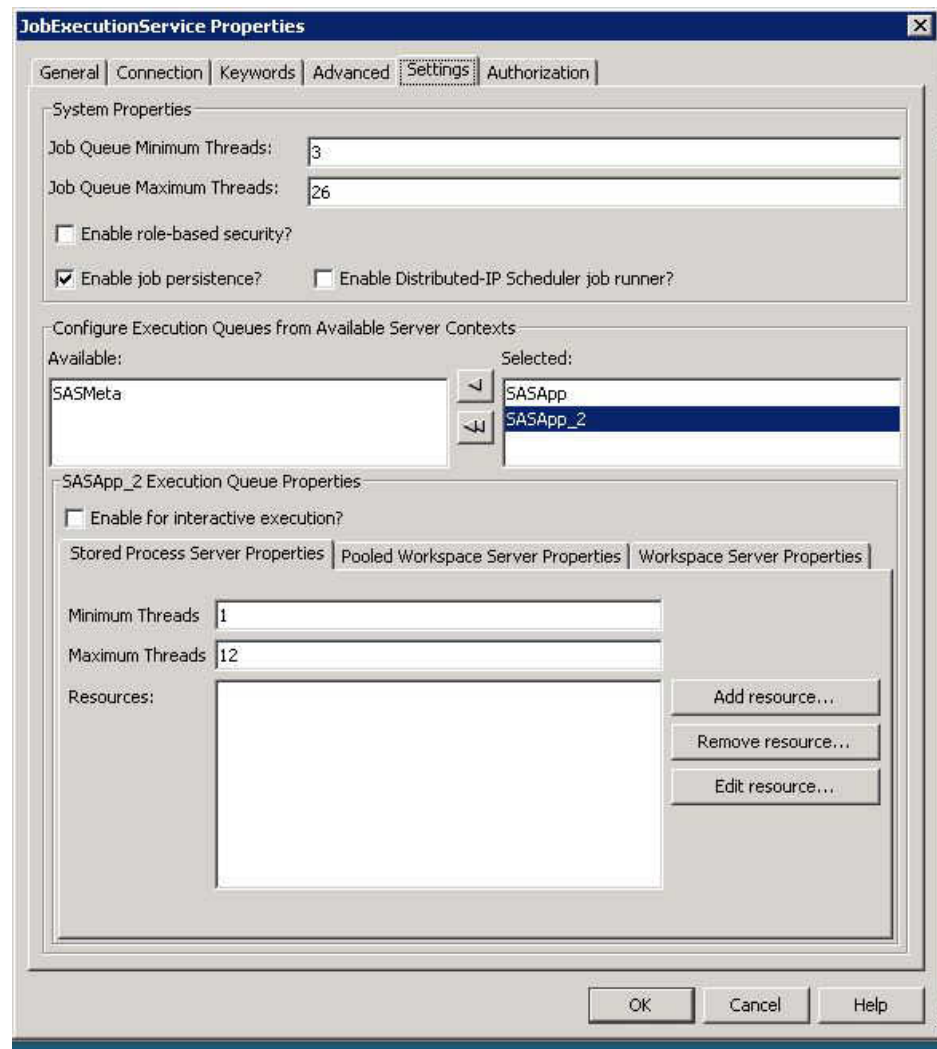 JobExecutionService Properties
General Connection Keywords Advanced Settings Authorization
System Properties
Job Queue Minimum Threads: 3
Job Queue Maximum Threads: 26
Enable role-based security?
Enable job persistence? Enable Distributed-IP Scheduler job runner?
Configure Execution Queues from Available Server Contexts
Available: Selected:
SASMeta SASApp
SASApp_2
SASApp_2 Execution Queue Properties
Enable for interactive execution?
Stored Process Server Properties Pooled Workspace Server Properties Workspace Server Properties
Minimum Threads 1
Maximum Threads 12
Resources: Add resource...
Remove resource...
Edit resource...
OK Cancel Help